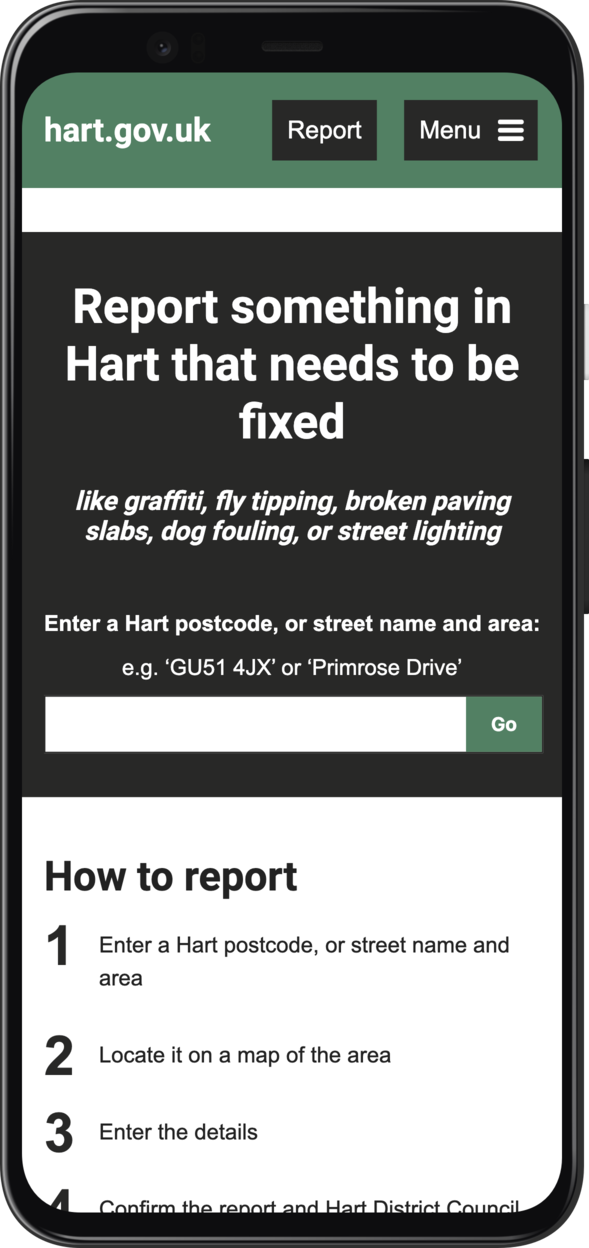 hart.gov.uk
Report
Menu
Report something in
Hart that needs to be
fixed
like graffiti, fly tipping, broken paving
slabs, dog fouling, or street lighting
Enter a Hart postcode, or street name and area:
e.g. ‘GU51 4JX’ or ‘Primrose Drive’
Go
How to report
1 Enter a Hart postcode, or street name and
area
2 Locate it on a map of the area
3 Enter the details
4 Confirm the report and Hart District Council